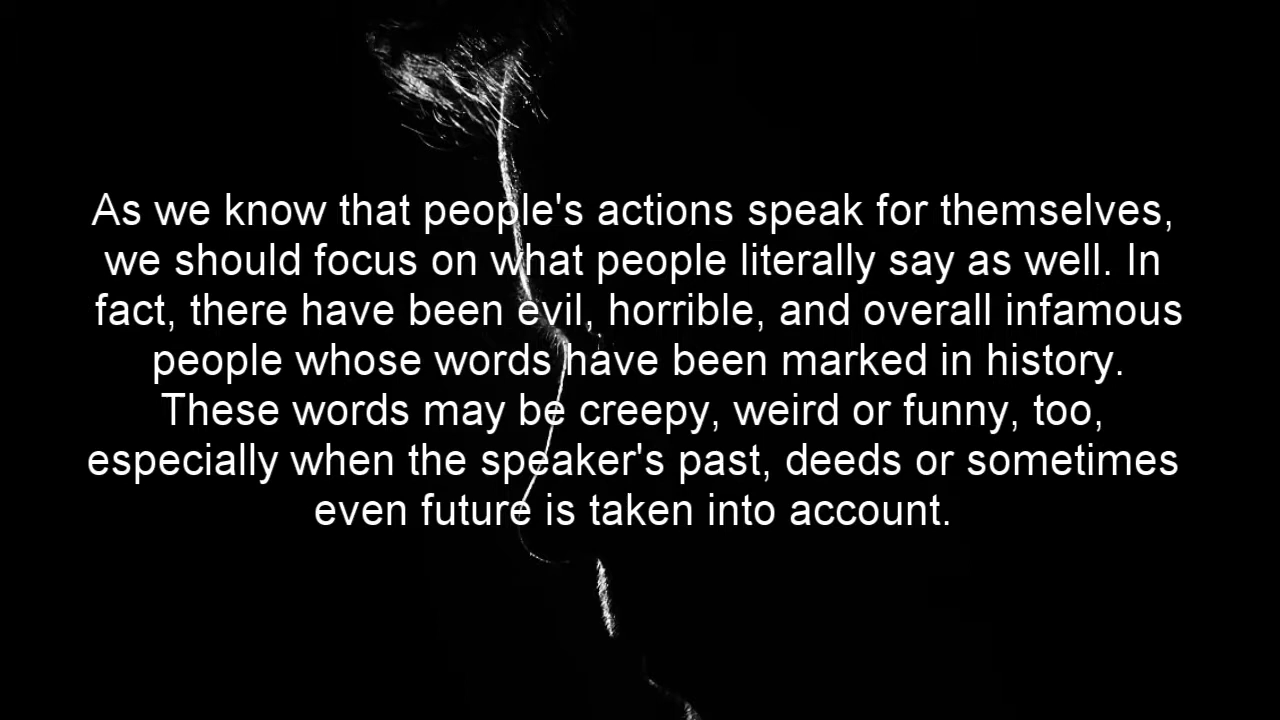 As we know that people's actions speak for themselves,
we should focus on what people literally say as well. In
fact, there have been evil, horrible, and overall infamous
people whose words have been marked in history.
These words may be creepy, weird or funny, too,
especially when the speaker's past, deeds or sometimes
even future is taken into account.